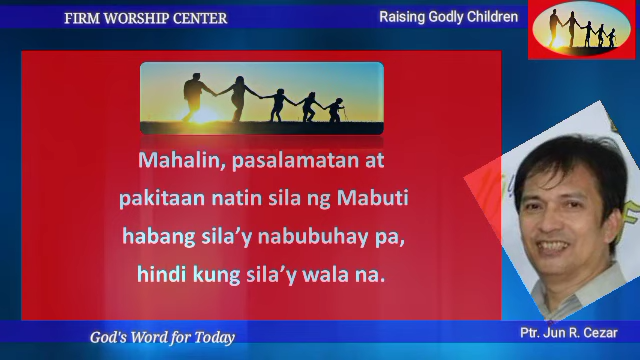 FIRM WORSHIP CENTER
Raising Godly Children
Mahalin, pasalamatan at
pakitaan natin sila ng Mabuti
habang sila’y nabubuhay pa,
hindi kung sila’y wala na.
God's Word for Today
Ptr. Jun R. Cezar